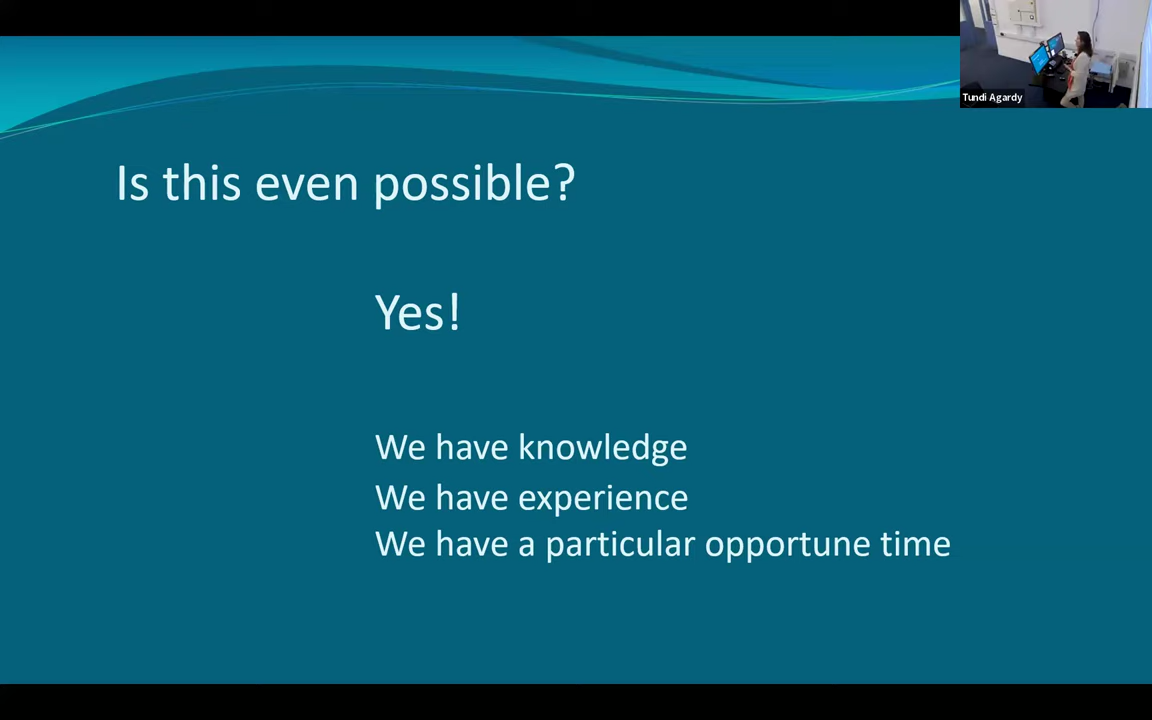 Tundi Agardy
Is this even possible?
Yes!
We have knowledge
We have experience
We have a particular opportune time